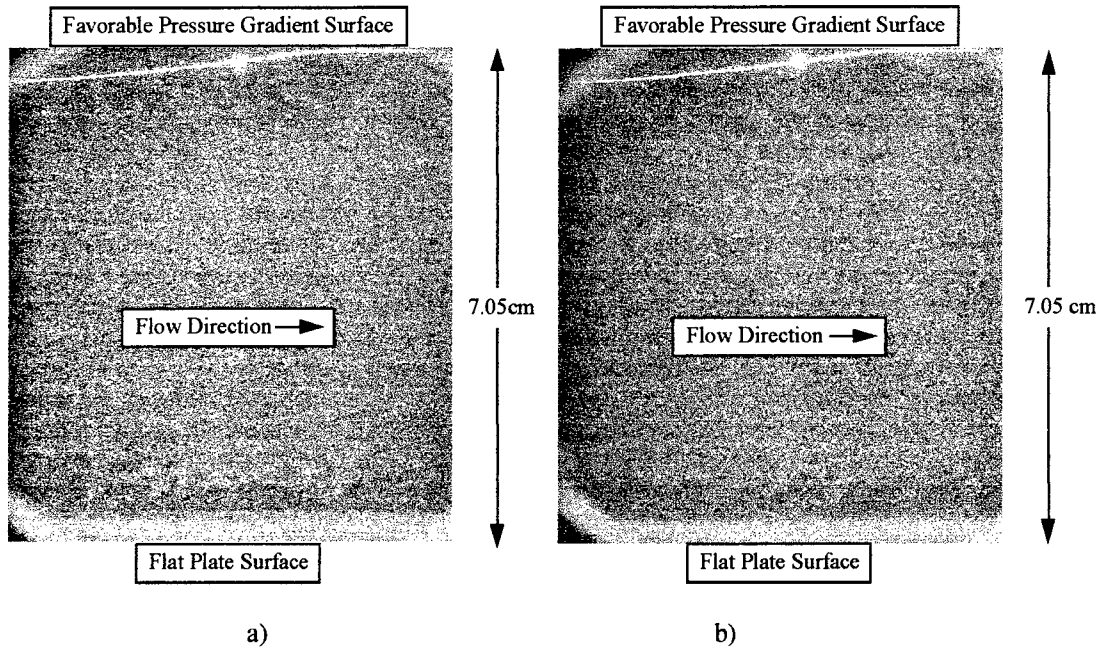 Favorable Pressure Gradient Surface
Favorable Pressure Gradient Surface
7.05cm
7.05 cm
Flow Direction
Flow Direction
Flat Plate Surface
Flat Plate Surface
a)
b)